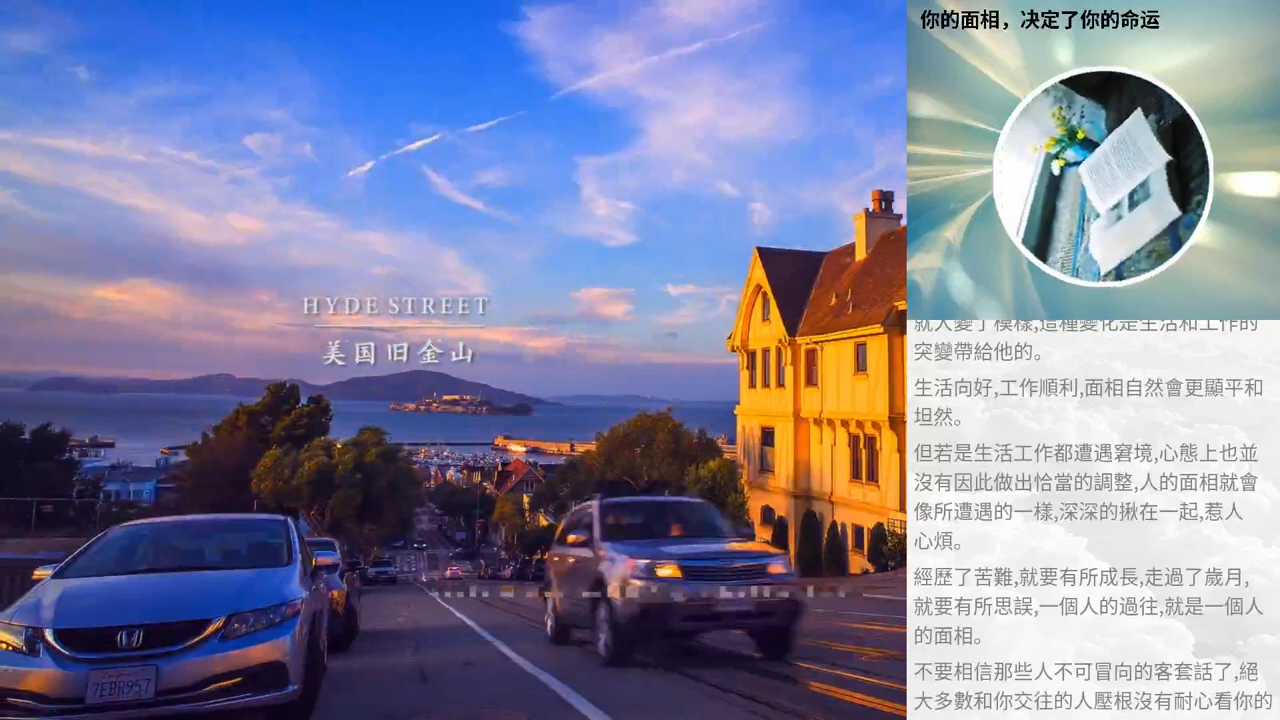 你的面相，决定了你的命运
HYDE STREET
美国旧金山
7EBR957
就人變了模樣,這種變化是生活和工作的
突變帶給他的。
生活向好,工作順利,面相自然會更顯平和
坦然。
但若是生活工作都遭遇窘境,心態上也並
沒有因此做出恰當的調整,人的面相就會
像所遭遇的一樣,深深的揪在一起,惹人
心煩。
經歷了苦難,就要有所成長,走過了歲月,
就要有所思誤,一個人的過往,就是一個人
的面相。
不要相信那些人不可冒向的客套話了,絕
大多數和你交往的人壓根沒有耐心看你的